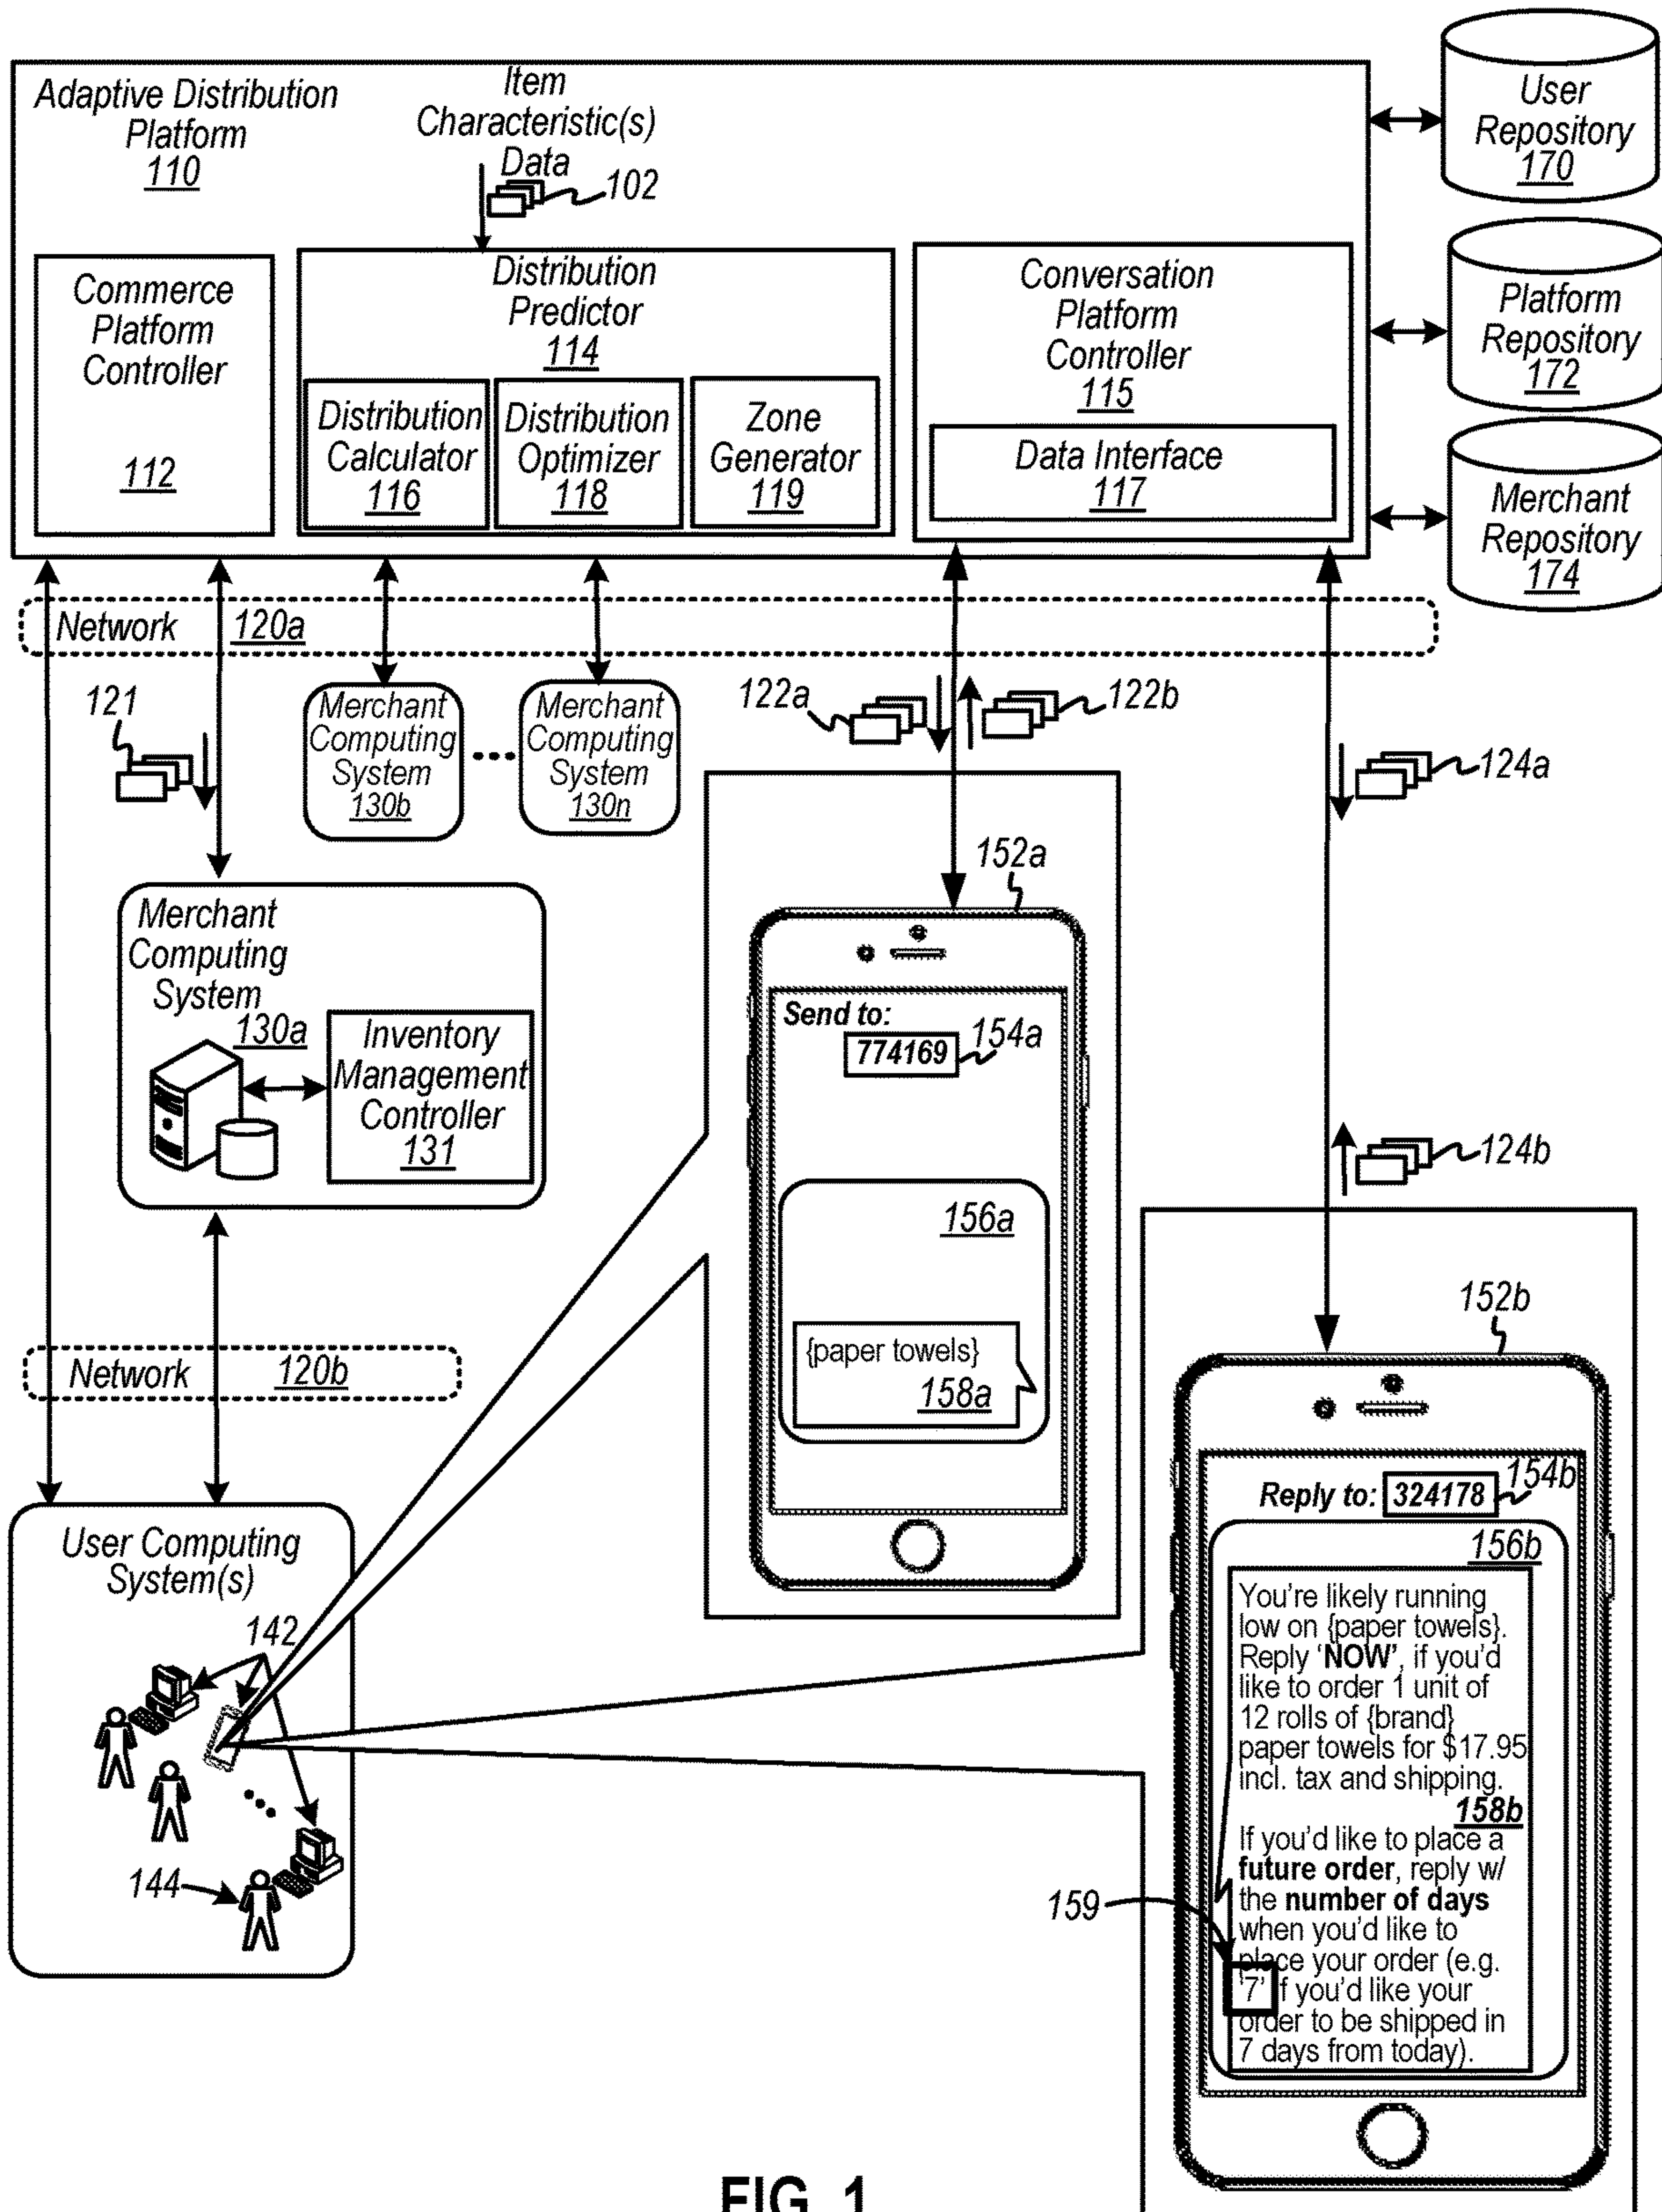 Adaptive Distribution
Platform
110
Item
Characteristic(s)
Data
102
Commerce
Platform
Controller
112
Distribution
Predictor
114
Distribution
Calculator
116
Distribution
Optimizer
118
Zone
Generator
119
Conversation
Platform
Controller
115
Data Interface
117
User
Repository
170
Platform
Repository
172
Merchant
Repository
174
Network 120a
121
Merchant
Computing
System
130b
Merchant
Computing
System
130n
122a
122b
124a
Merchant
Computing
System
130a
Inventory
Management
Controller
131
152a
Send to:
774169
154a
156a
{paper towels}
158a
124b
Network 120b
152b
Reply to: 324178
154b
156b
You're likely running
low on {paper towels}.
Reply ‘NOW’, if you'd
like to order 1 unit of
12 rolls of {brand}
paper towels for $17.95
incl. tax and shipping.
158b
If you'd like to place a
future order, reply w/
the number of days
when you'd like to
place your order (e.g.
‘7’ if you'd like your
order to be shipped in
7 days from today).
159
User Computing
System(s)
142
144
FIG. 1